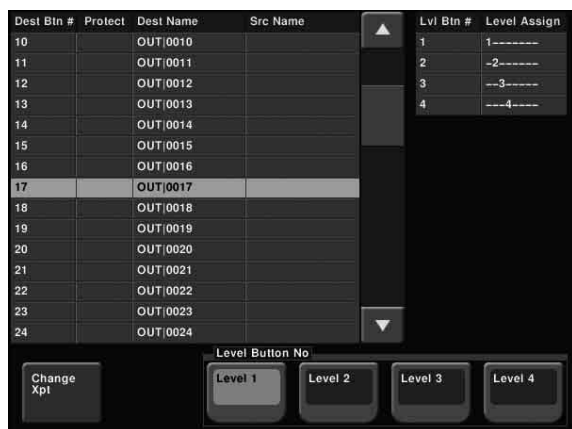 Dest Btn # Protect Dest Name Src Name Lvl Btn # Level Assign
10 OUT|0010 1 1-------
11 OUT|0011 2 -2------
12 OUT|0012 3 --3-----
13 OUT|0013 4 ---4----
14 OUT|0014
15 OUT|0015
16 OUT|0016
17 OUT|0017
18 OUT|0018
19 OUT|0019
20 OUT|0020
21 OUT|0021
22 OUT|0022
23 OUT|0023
24 OUT|0024
Level Button No
Change
Xpt
Level 1 Level 2 Level 3 Level 4